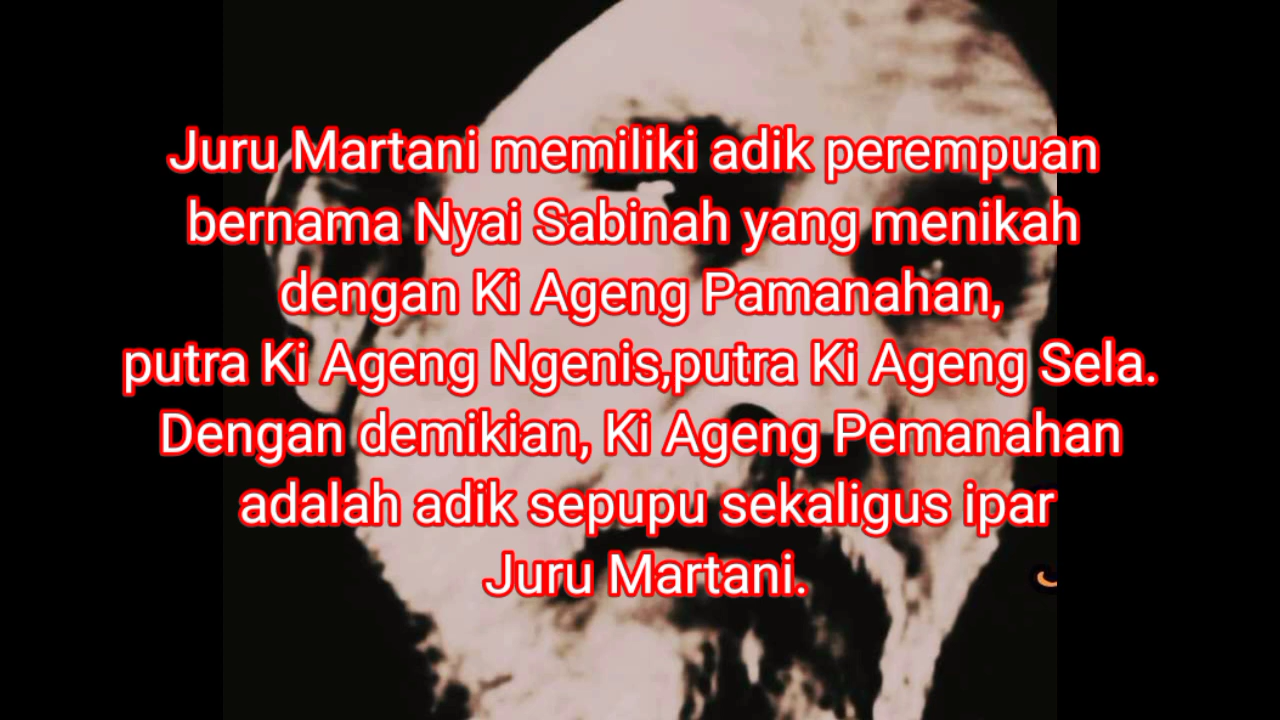 Juru Martani memiliki adik perempuan
bernama Nyai Sabinah yang menikah
dengan Ki Ageng Pamanahan,
putra Ki Ageng Ngenis,putra Ki Ageng Sela.
Dengan demikian, Ki Ageng Pemanahan
adalah adik sepupu sekaligus ipar
Juru Martani.